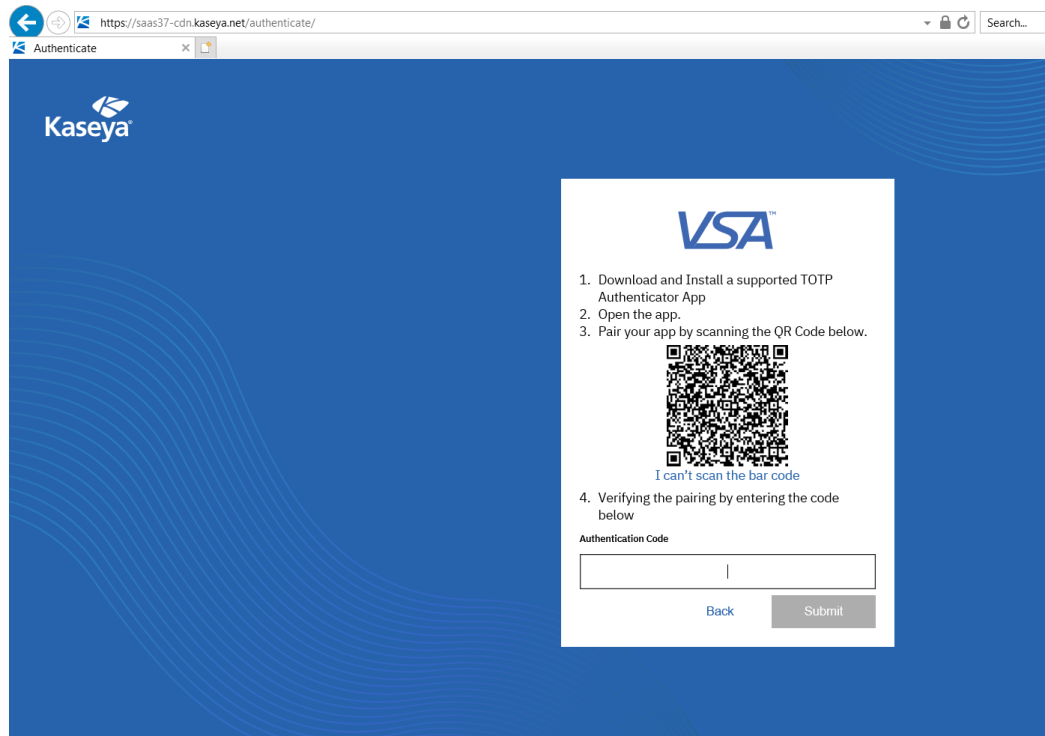 https://saas37-cdn.kaseya.net/authenticate/
Search...
Authenticate
Kaseya®
VSA™
1. Download and Install a supported TOTP
Authenticator App
2. Open the app.
3. Pair your app by scanning the QR Code below.
I can't scan the bar code
4. Verifying the pairing by entering the code
below
Authentication Code
Back
Submit